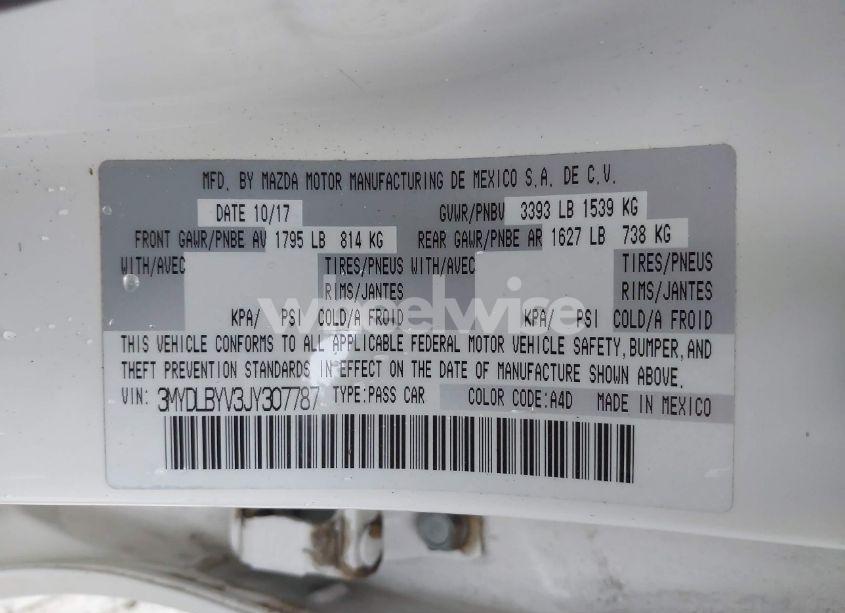 MFD. BY MAZDA MOTOR MANUFACTURING DE MEXICO S.A. DE C.V.
DATE 10/17 GVWR/PNBV 3393 LB 1539 KG
FRONT GAWR/PNBE AV 1795 LB 814 KG REAR GAWR/PNBE AR 1627 LB 738 KG
WITH/AVEC TIRES/PNEUS WITH/AVEC TIRES/PNEUS
RIMS/JANTES RIMS/JANTES
KPA/ PSI COLD/A FROID KPA/ PSI COLD/A FROID
wheelwise
THIS VEHICLE CONFORMS TO ALL APPLICABLE FEDERAL MOTOR VEHICLE SAFETY, BUMPER, AND
THEFT PREVENTION STANDARDS IN EFFECT ON THE DATE OF MANUFACTURE SHOWN ABOVE.
VIN: 3MYDLBYV3JY307787 TYPE:PASS CAR COLOR CODE: A4D MADE IN MEXICO